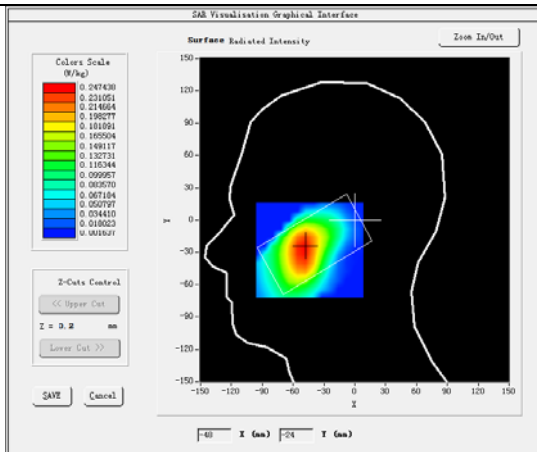 SAR Visualisation Graphical Interface
Surface Radiated Intensity
Zoom In/Out
Colors Scale
(W/kg)
0.247438
0.231051
0.214664
0.198277
0.181891
0.165504
0.149117
0.132731
0.116344
0.099957
0.083570
0.067184
0.050797
0.034410
0.018023
0.001637
Z-Cuts Control
<< Upper Cut
Z = 0.2 mm
Lower Cut >>
SAVE
Cancel
150
120
90
60
30
0
-30
-60
-90
-120
-150
Y
-150 -120 -90 -60 -30 0 30 60 90 120 150
X
-48 X (mm) -24 Y (mm)